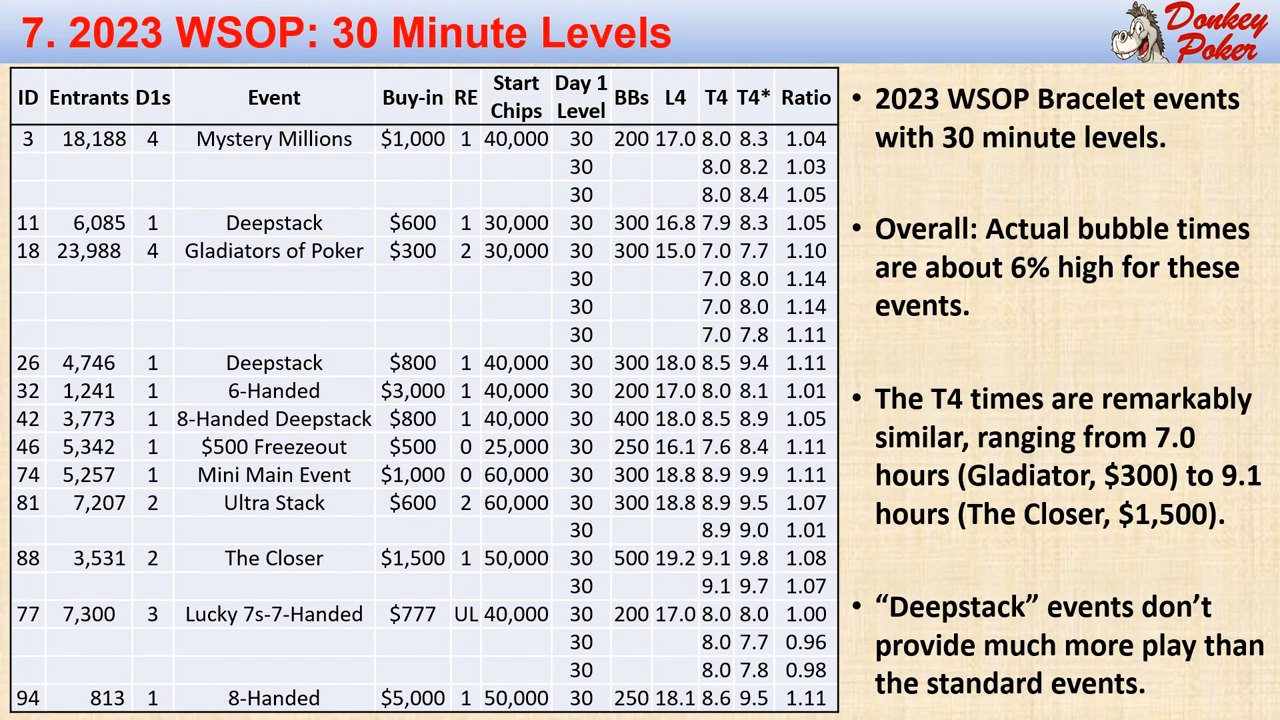 7. 2023 WSOP: 30 Minute Levels
Donkey
Poker
ID Entrants D1s Event Buy-in RE Start Chips Day 1 Level BBs L4 T4 T4* Ratio
3 18,188 4 Mystery Millions $1,000 1 40,000 30 200 17.0 8.0 8.3 1.04
30 8.0 8.2 1.03
30 8.0 8.4 1.05
11 6,085 1 Deepstack $600 1 30,000 30 300 16.8 7.9 8.3 1.05
18 23,988 4 Gladiators of Poker $300 2 30,000 30 300 15.0 7.0 7.7 1.10
30 7.0 8.0 1.14
30 7.0 8.0 1.14
30 7.0 7.8 1.11
26 4,746 1 Deepstack $800 1 40,000 30 300 18.0 8.5 9.4 1.11
32 1,241 1 6-Handed $3,000 1 40,000 30 200 17.0 8.0 8.1 1.01
42 3,773 1 8-Handed Deepstack $800 1 40,000 30 400 18.0 8.5 8.9 1.05
46 5,342 1 $500 Freezeout $500 0 25,000 30 250 16.1 7.6 8.4 1.11
74 5,257 1 Mini Main Event $1,000 0 60,000 30 300 18.8 8.9 9.9 1.11
81 7,207 2 Ultra Stack $600 2 60,000 30 300 18.8 8.9 9.5 1.07
30 8.9 9.0 1.01
88 3,531 2 The Closer $1,500 1 50,000 30 500 19.2 9.1 9.8 1.08
30 9.1 9.7 1.07
77 7,300 3 Lucky 7s-7-Handed $777 UL 40,000 30 200 17.0 8.0 8.0 1.00
30 8.0 7.7 0.96
30 8.0 7.8 0.98
94 813 1 8-Handed $5,000 1 50,000 30 250 18.1 8.6 9.5 1.11
• 2023 WSOP Bracelet events
with 30 minute levels.
• Overall: Actual bubble times
are about 6% high for these
events.
• The T4 times are remarkably
similar, ranging from 7.0
hours (Gladiator, $300) to 9.1
hours (The Closer, $1,500).
• “Deepstack” events don’t
provide much more play than
the standard events.